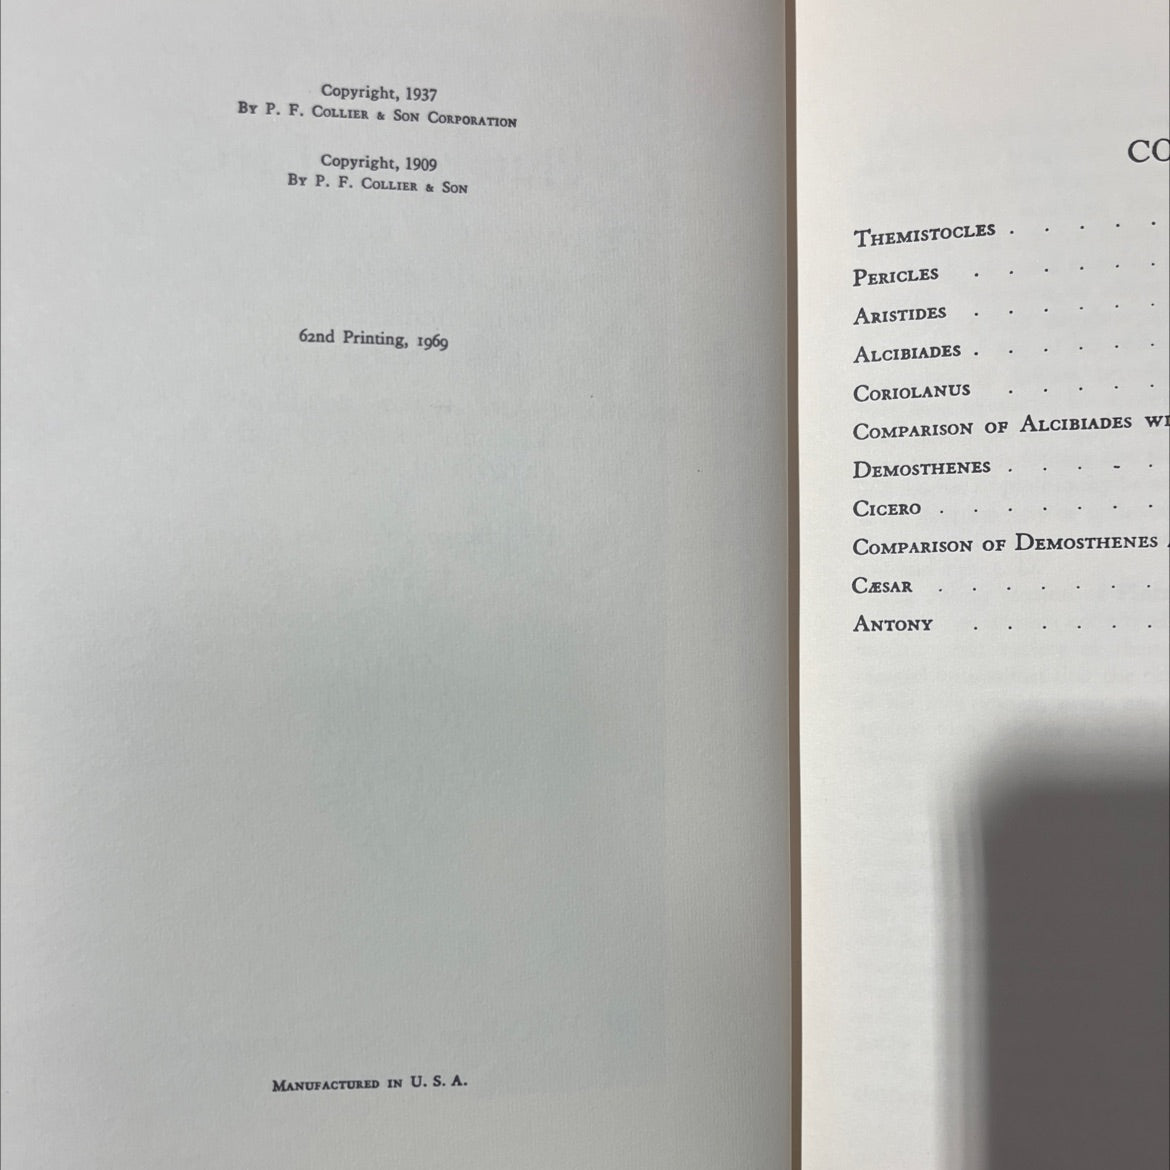 Copyright, 1937
By P. F. Collier & Son Corporation
Copyright, 1909
By P. F. Collier & Son
62nd Printing, 1969
Manufactured in U. S. A.
CO
Themistocles . . . . .
Pericles . . . . . .
Aristides . . . . . .
Alcibiades . . . . . .
Coriolanus . . . . .
Comparison of Alcibiades wi
Demosthenes . . . - .
Cicero . . . . . . .
Comparison of Demosthenes
Cæsar . . . . . . .
Antony . . . . . .